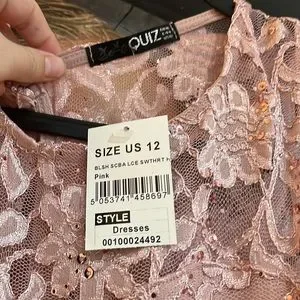 QUIZ
SIZE US 12
BLSH SCBA LCE SWTHRT H
Pink
5 053741 458697
STYLE
Dresses
00100024492